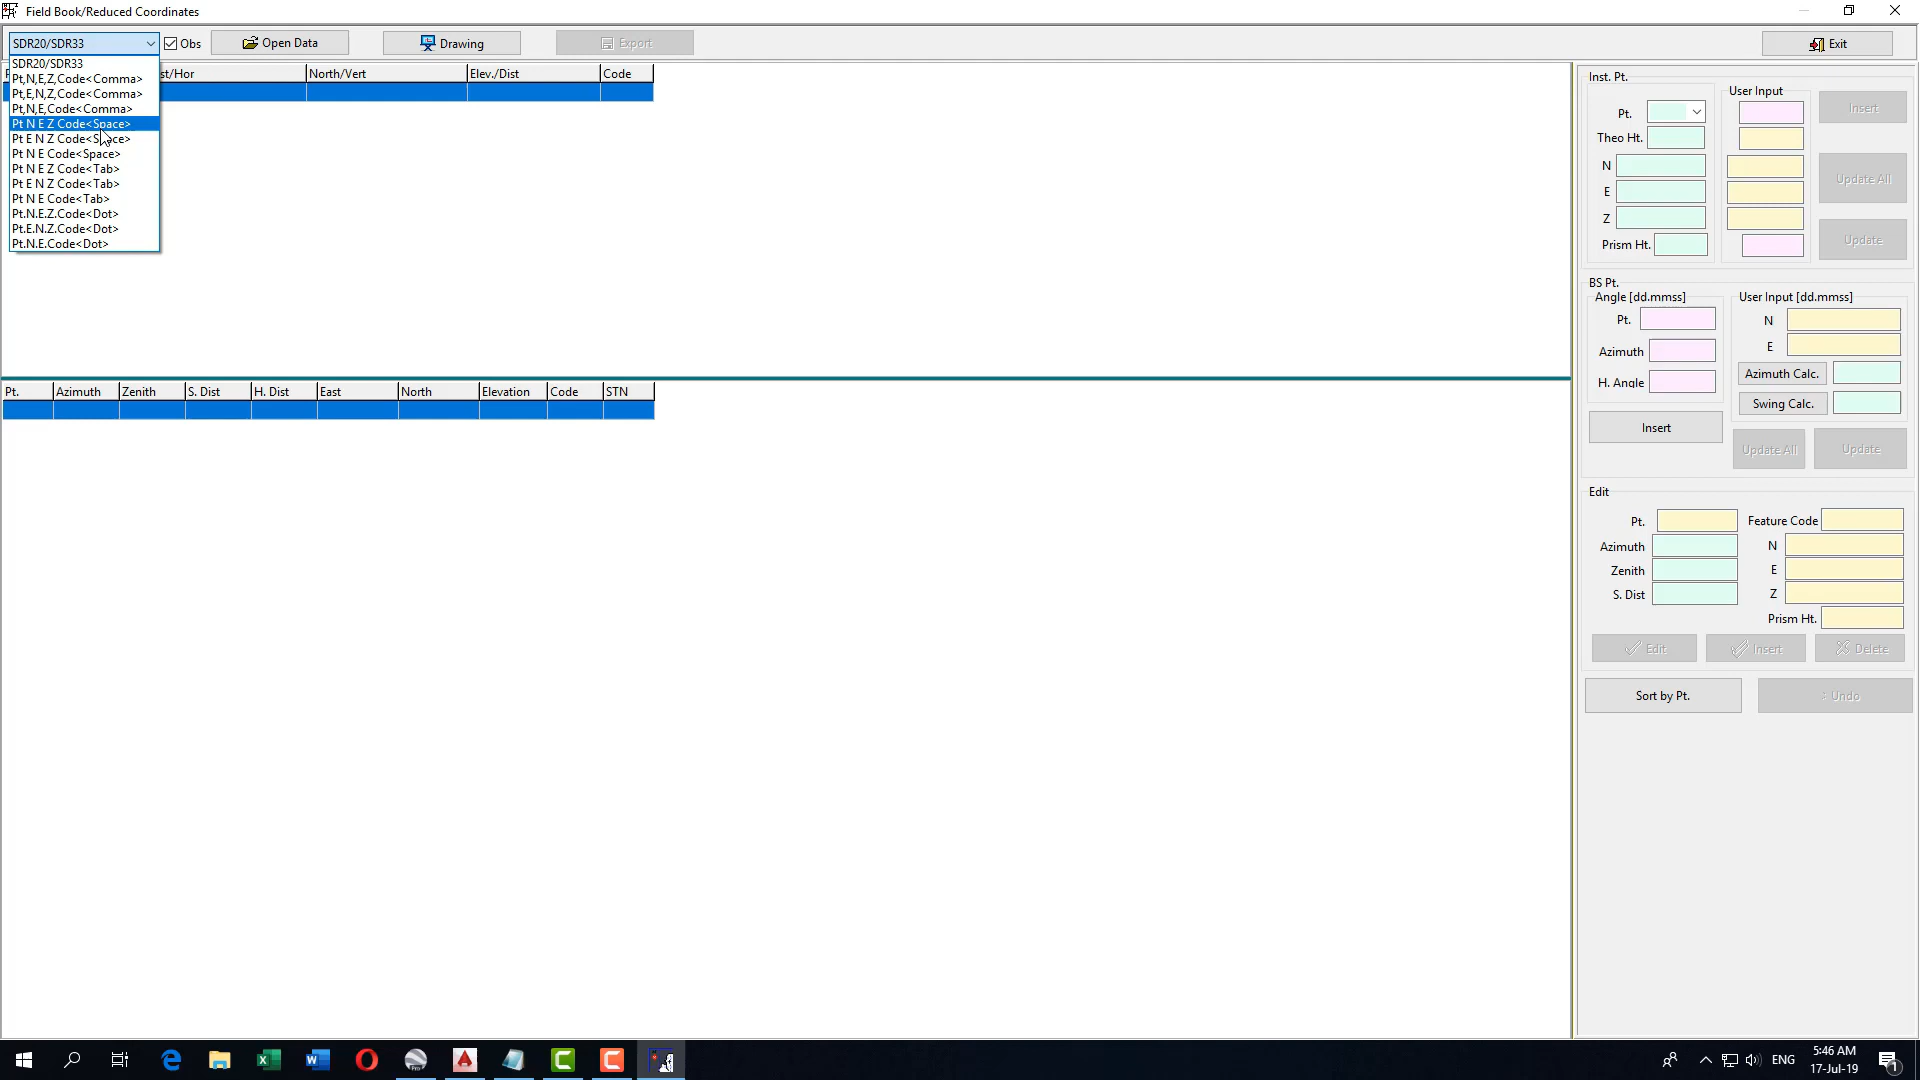 Field Book/Reduced Coordinates
SDR20/SDR33
Obs
Open Data
Drawing
Export
Exit
SDR20/SDR33
Pt,N,E,Z,Code<Comma>
Pt,E,N,Z,Code<Comma>
Pt,N,E,Code<Comma>
Pt N E Z Code<Space>
Pt E N Z Code<Space>
Pt N E Code<Space>
Pt N E Z Code<Tab>
Pt E N Z Code<Tab>
Pt N E Code<Tab>
Pt.N.E.Z.Code<Dot>
Pt.E.N.Z.Code<Dot>
Pt.N.E.Code<Dot>
st/Hor North/Vert Elev./Dist Code
Pt. Azimuth Zenith S. Dist H. Dist East North Elevation Code STN
Inst. Pt.
User Input
Pt.
Insert
Theo Ht.
N
Update All
E
Z
Prism Ht.
Update
BS Pt.
Angle [dd.mmss]
User Input [dd.mmss]
Pt.
N
Azimuth
E
H. Angle
Azimuth Calc.
Swing Calc.
Insert
Update All
Update
Edit
Pt.
Feature Code
Azimuth
N
Zenith
E
S. Dist
Z
Prism Ht.
Edit
Insert
Delete
Sort by Pt.
Undo
ENG
5:46 AM
17-Jul-19
1